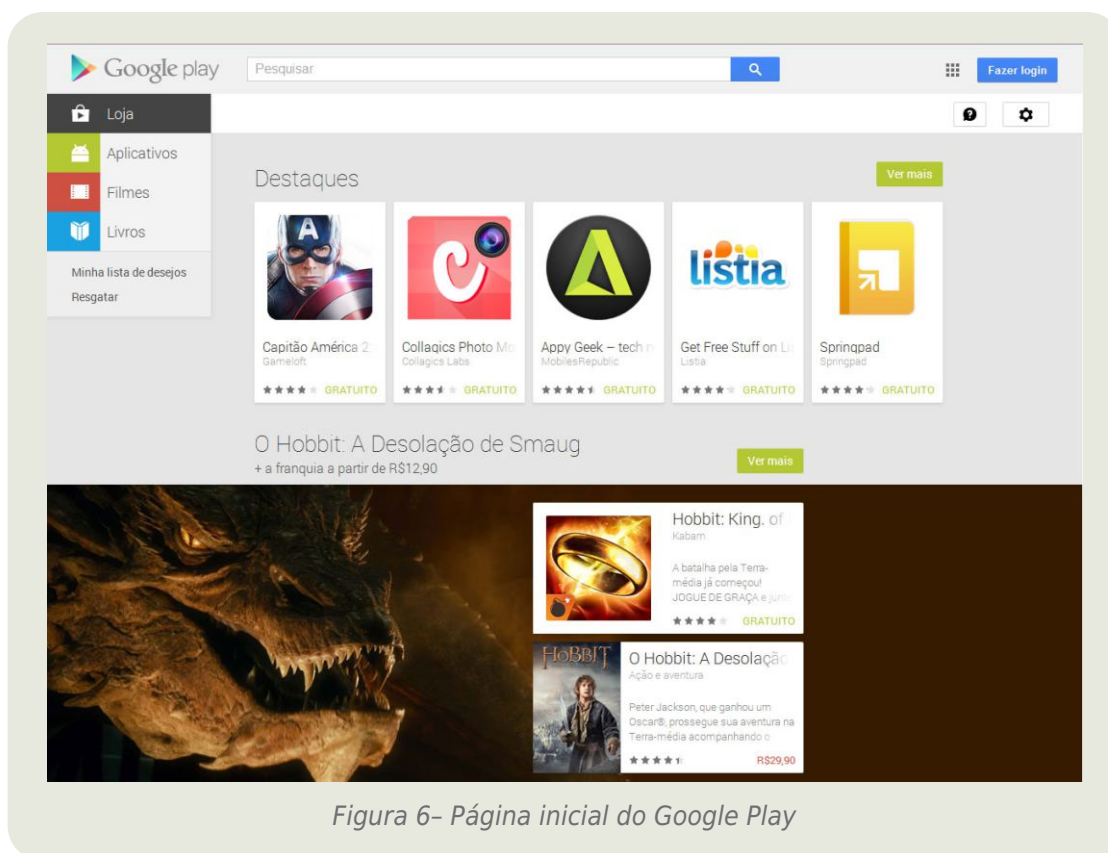 Google play
Pesquisar
Fazer login
Loja
Aplicativos
Filmes
Livros
Minha lista de desejos
Resgatar
Destaques
Ver mais
Capitão América 2:
Gameloft
GRATUITO
Collagics Photo Mo
Collagics Labs
GRATUITO
Appy Geek – tech n
MobilesRepublic
GRATUITO
listia
Get Free Stuff on Li
Listia
GRATUITO
Springpad
Springpad
GRATUITO
O Hobbit: A Desolação de Smaug
+ a franquia a partir de R$12,90
Ver mais
Hobbit: King. of
Kabam
A batalha pela Terra-
média já começou!
JOGUE DE GRAÇA e junte
GRATUITO
HOBBIT
O Hobbit: A Desolação
Ação e aventura
Peter Jackson, que ganhou um
Oscar®, prossegue sua aventura na
Terra-média acompanhando o
R$29,90
Figura 6– Página inicial do Google Play